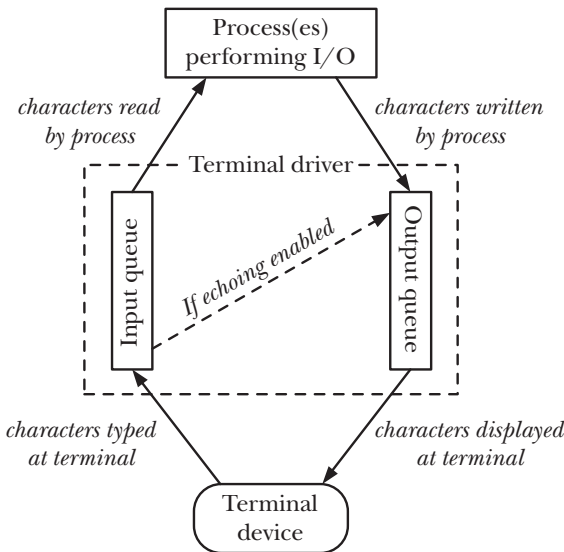 Process(es)
performing I/O
characters read
by process
characters written
by process
Terminal driver
Input queue
If echoing enabled
Output queue
characters typed
at terminal
characters displayed
at terminal
Terminal
device